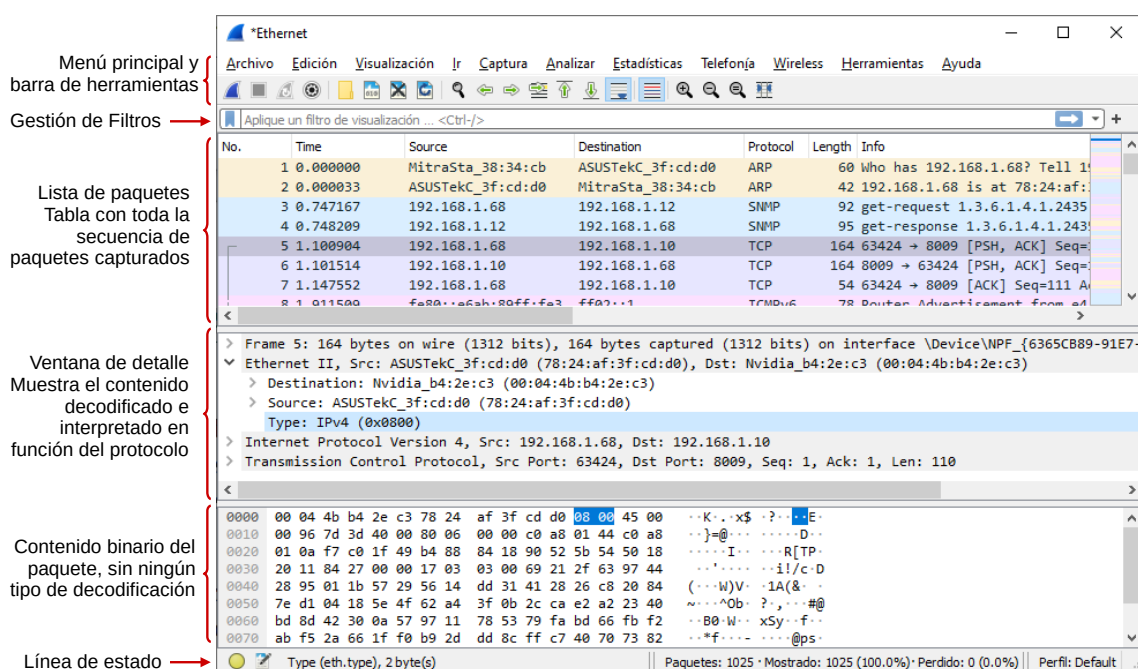 *Ethernet
Menú principal y
barra de herramientas
Archivo Edición Visualización Ir Captura Analizar Estadísticas Telefonía Wireless Herramientas Ayuda
Gestión de Filtros
Aplique un filtro de visualización ... <Ctrl-/>
+
Lista de paquetes
Tabla con toda la
secuencia de
paquetes capturados
No. Time Source Destination Protocol Length Info
1 0.000000 MitraSta_38:34:cb ASUSTekC_3f:cd:d0 ARP 60 Who has 192.168.1.68? Tell 19
2 0.000033 ASUSTekC_3f:cd:d0 MitraSta_38:34:cb ARP 42 192.168.1.68 is at 78:24:af:
3 0.747167 192.168.1.68 192.168.1.12 SNMP 92 get-request 1.3.6.1.4.1.2435
4 0.748209 192.168.1.12 192.168.1.68 SNMP 95 get-response 1.3.6.1.4.1.243
5 1.100904 192.168.1.68 192.168.1.10 TCP 164 63424 → 8009 [PSH, ACK] Seq=
6 1.101514 192.168.1.10 192.168.1.68 TCP 164 8009 → 63424 [PSH, ACK] Seq=
7 1.147552 192.168.1.68 192.168.1.10 TCP 54 63424 → 8009 [ACK] Seq=111 A
8 1.911509 fe80::e6ab:89ff:fe3 ff02::1 ICMPv6 78 Router Advertisement from e4
Ventana de detalle
Muestra el contenido
decodificado e
interpretado en
función del protocolo
> Frame 5: 164 bytes on wire (1312 bits), 164 bytes captured (1312 bits) on interface \Device\NPF_{6365CB89-91E7-
Ethernet II, Src: ASUSTekC_3f:cd:d0 (78:24:af:3f:cd:d0), Dst: Nvidia_b4:2e:c3 (00:04:4b:b4:2e:c3)
> Destination: Nvidia_b4:2e:c3 (00:04:4b:b4:2e:c3)
> Source: ASUSTekC_3f:cd:d0 (78:24:af:3f:cd:d0)
Type: IPv4 (0x0800)
> Internet Protocol Version 4, Src: 192.168.1.68, Dst: 192.168.1.10
> Transmission Control Protocol, Src Port: 63424, Dst Port: 8009, Seq: 1, Ack: 1, Len: 110
Contenido binario del
paquete, sin ningún
tipo de decodificación
0000 00 04 4b b4 2e c3 78 24 af 3f cd d0 08 00 45 00 ··K·.·x$ ·?····E·
0010 00 96 7d 3d 40 00 80 06 00 00 c0 a8 01 44 c0 a8 ··}=@··· ·····D··
0020 01 0a f7 c0 1f 49 b4 88 84 18 90 52 5b 54 50 18 ·····I·· ···R[TP·
0030 20 11 84 27 00 00 17 03 03 00 69 21 2f 63 97 44 ··'···· ··i!/c·D
0040 28 95 01 1b 57 29 56 14 dd 31 41 28 26 c8 20 84 (···W)V· ·1A(&· ·
0050 7e d1 04 18 5e 4f 62 a4 3f 0b 2c ca e2 a2 23 40 ~···^Ob· ?·,···#@
0060 bd 8d 42 30 0a 57 97 11 78 53 79 fa bd 66 fb f2 ··B0·W·· xSy··f··
0070 ab f5 2a 66 1f f0 b9 2d dd 8c ff c7 40 70 73 82 ··*f···- ····@ps·
Línea de estado
Type (eth.type), 2 byte(s) Paquetes: 1025 · Mostrado: 1025 (100.0%) · Perdido: 0 (0.0%) Perfil: Default